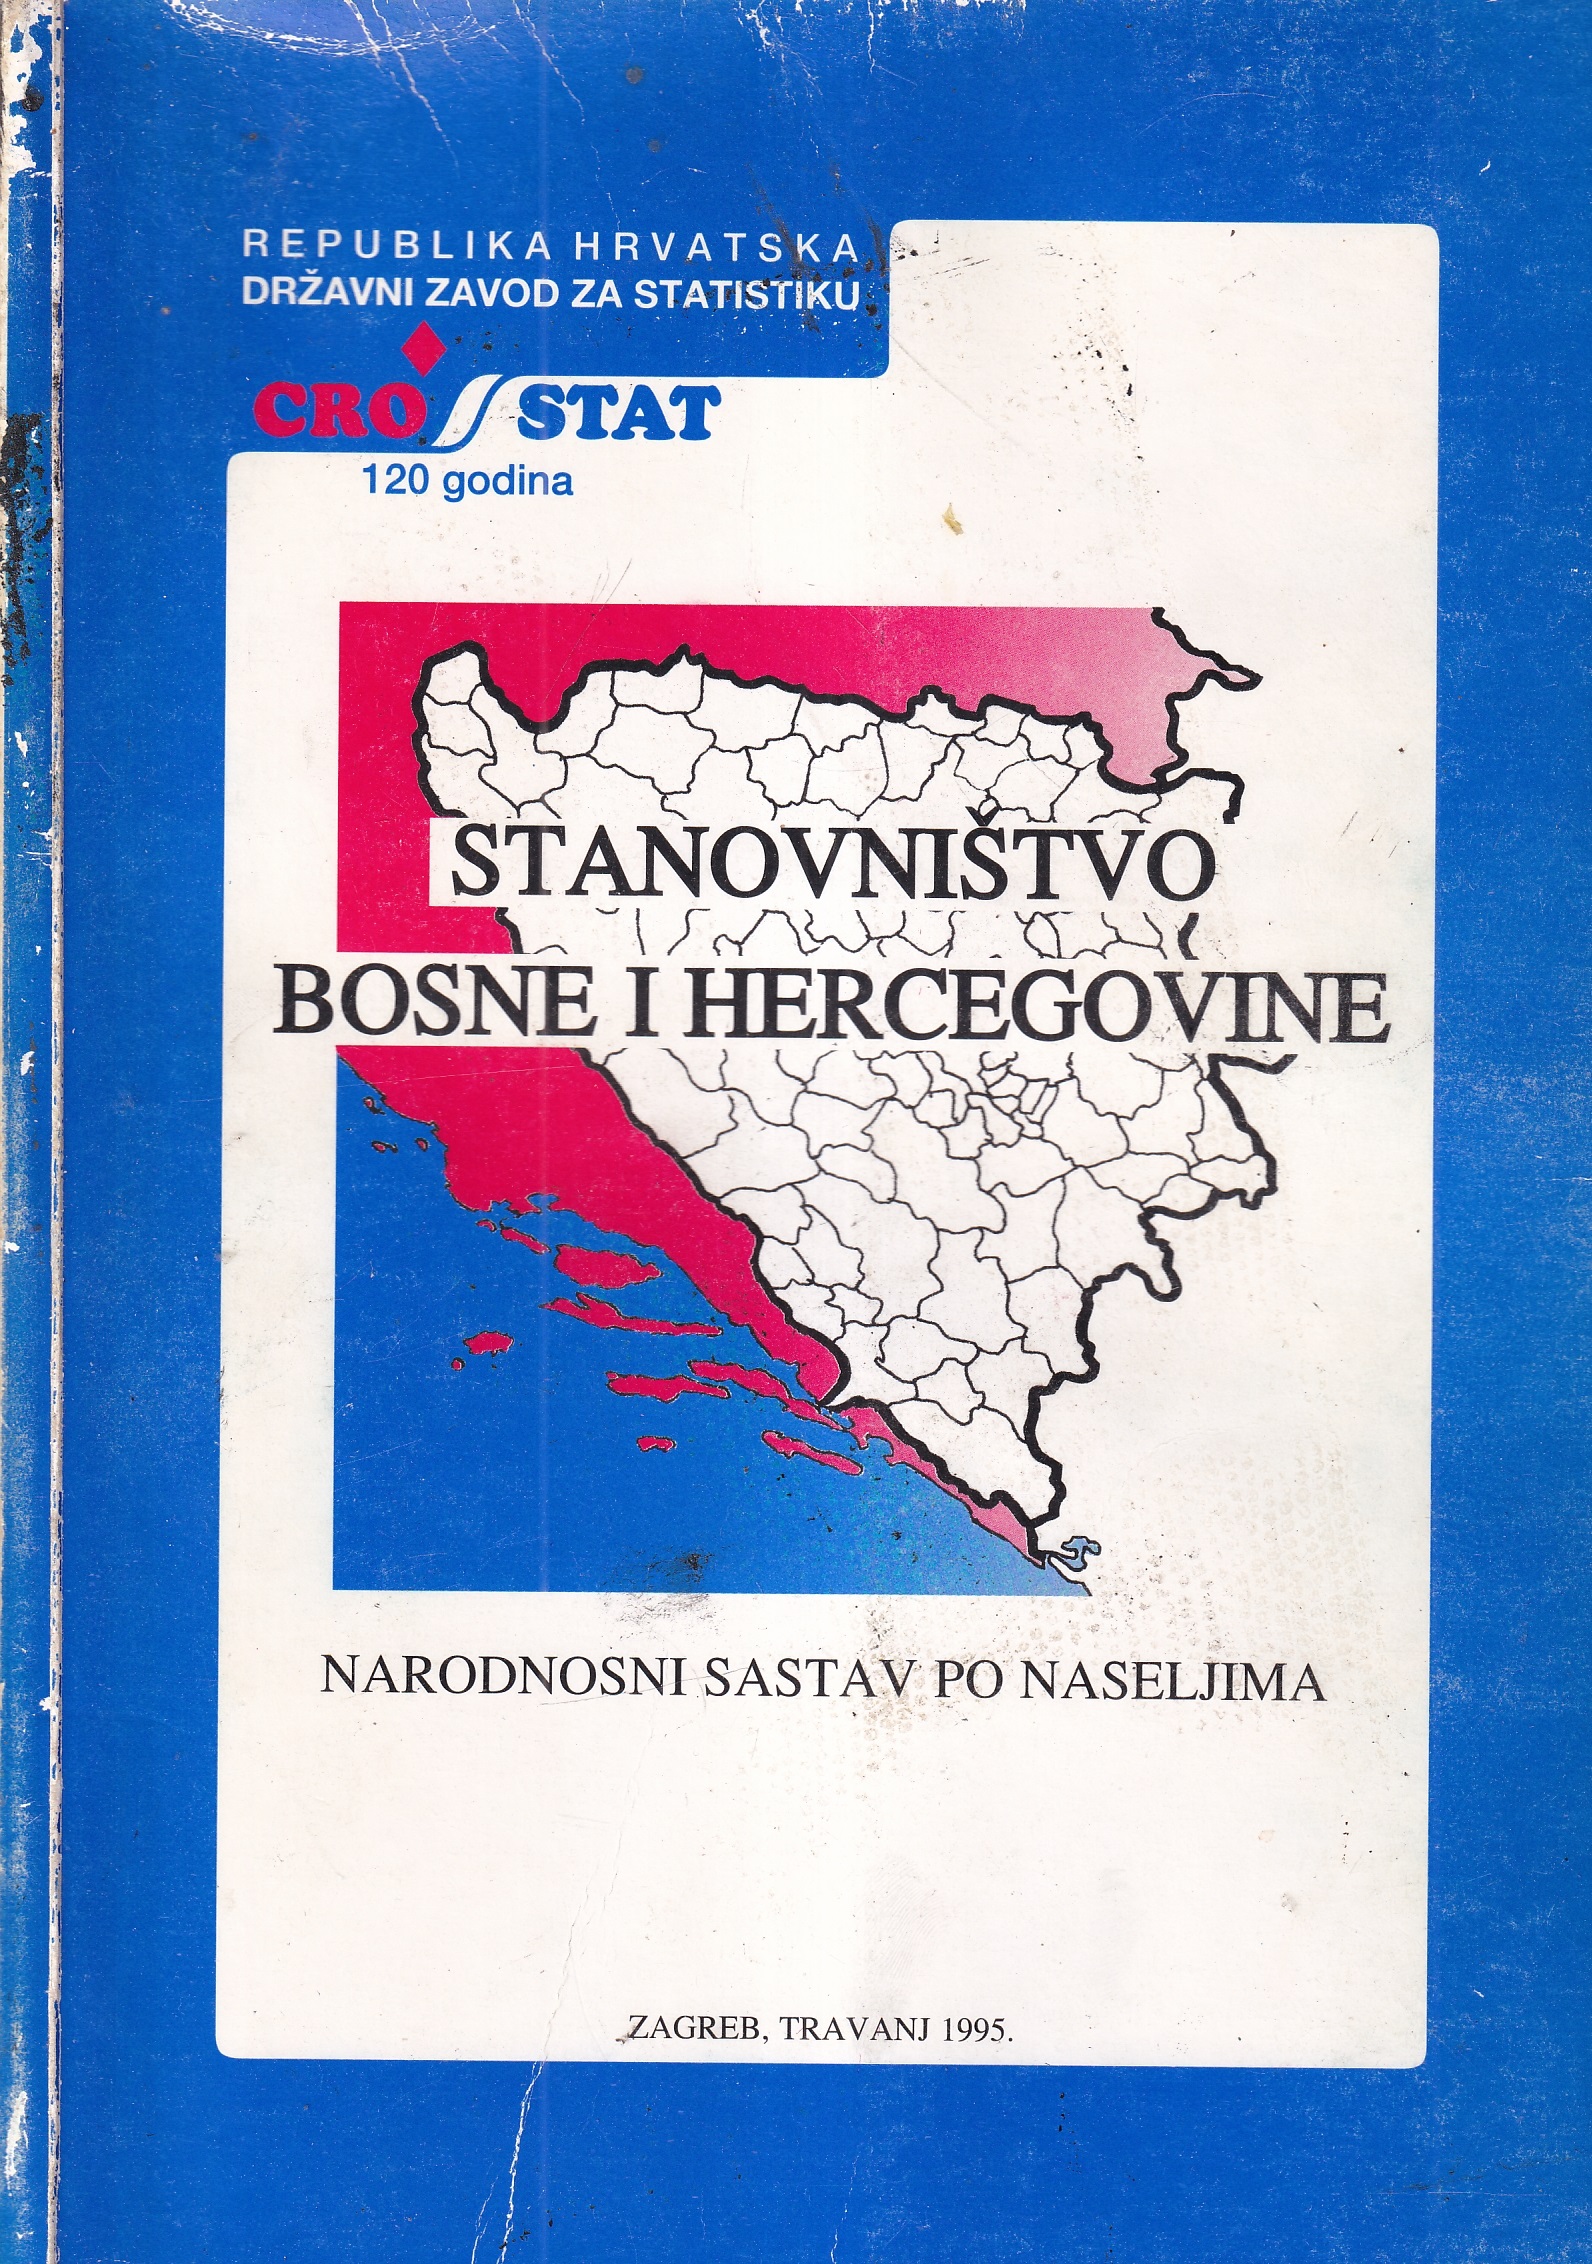 REPUBLIKA HRVATSKA
DRŽAVNI ZAVOD ZA STATISTIKU
CRO STAT
120 godina
STANOVNIŠTVO
BOSNE I HERCEGOVINE
NARODNOSNI SASTAV PO NASELJIMA
ZAGREB, TRAVANJ 1995.